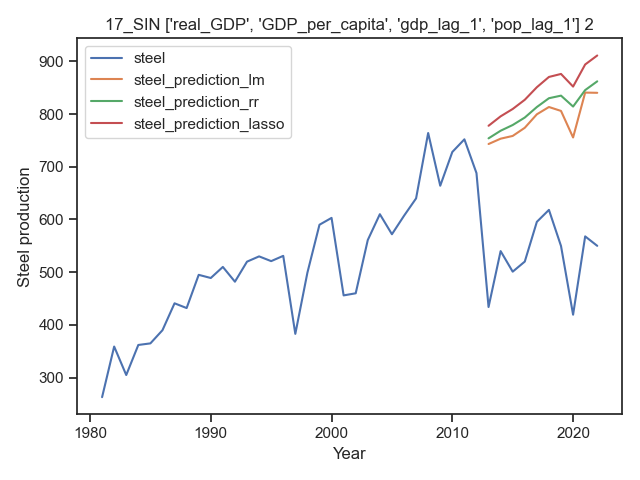 17_SIN ['real_GDP', 'GDP_per_capita', 'gdp_lag_1', 'pop_lag_1'] 2
steel
steel_prediction_lm
steel_prediction_rr
steel_prediction_lasso
900
800
700
600
500
400
300
Steel production
1980 1990 2000 2010 2020
Year